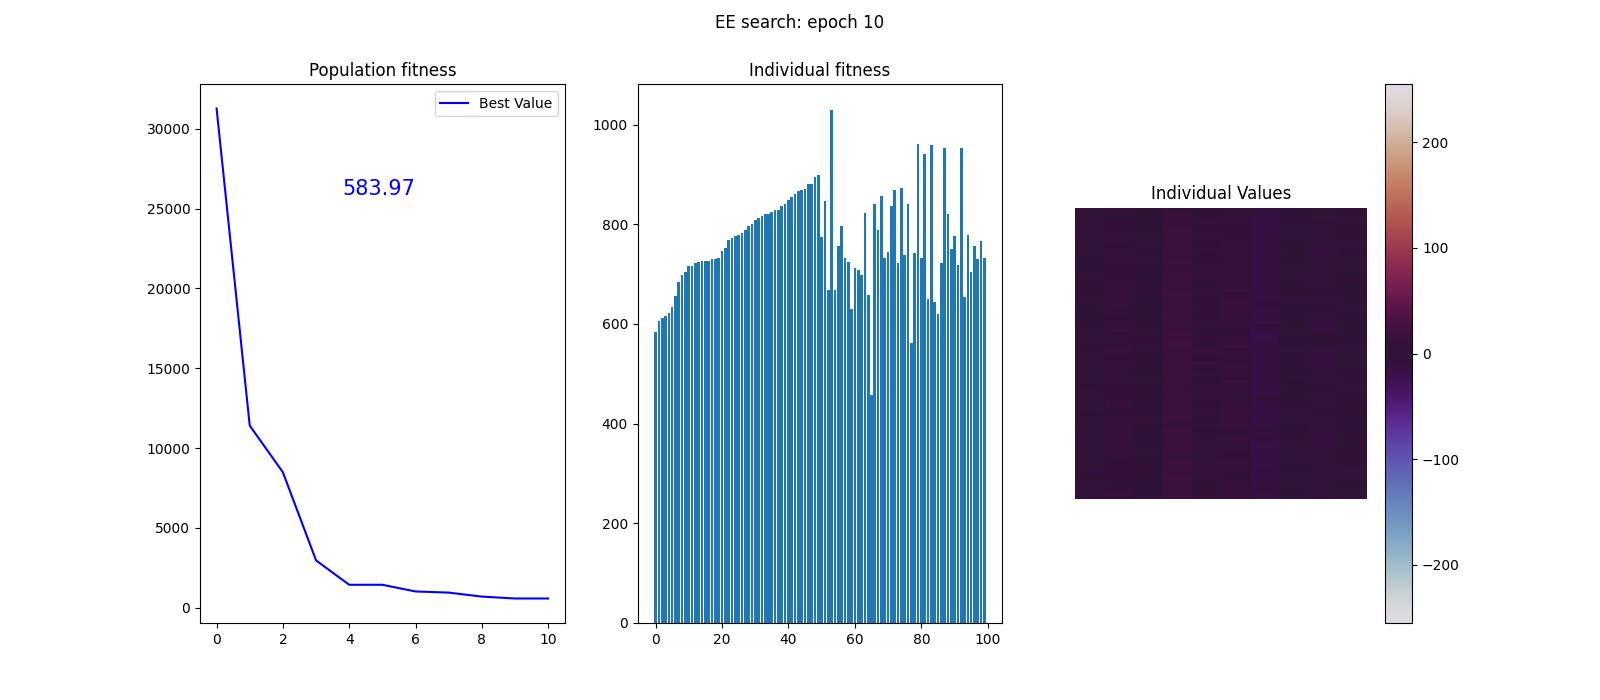 EE search: epoch 10
Population fitness
Best Value
583.97
30000
25000
20000
15000
10000
5000
0
0 2 4 6 8 10
Individual fitness
1000
800
600
400
200
0
0 20 40 60 80 100
Individual Values
200
100
0
−100
−200